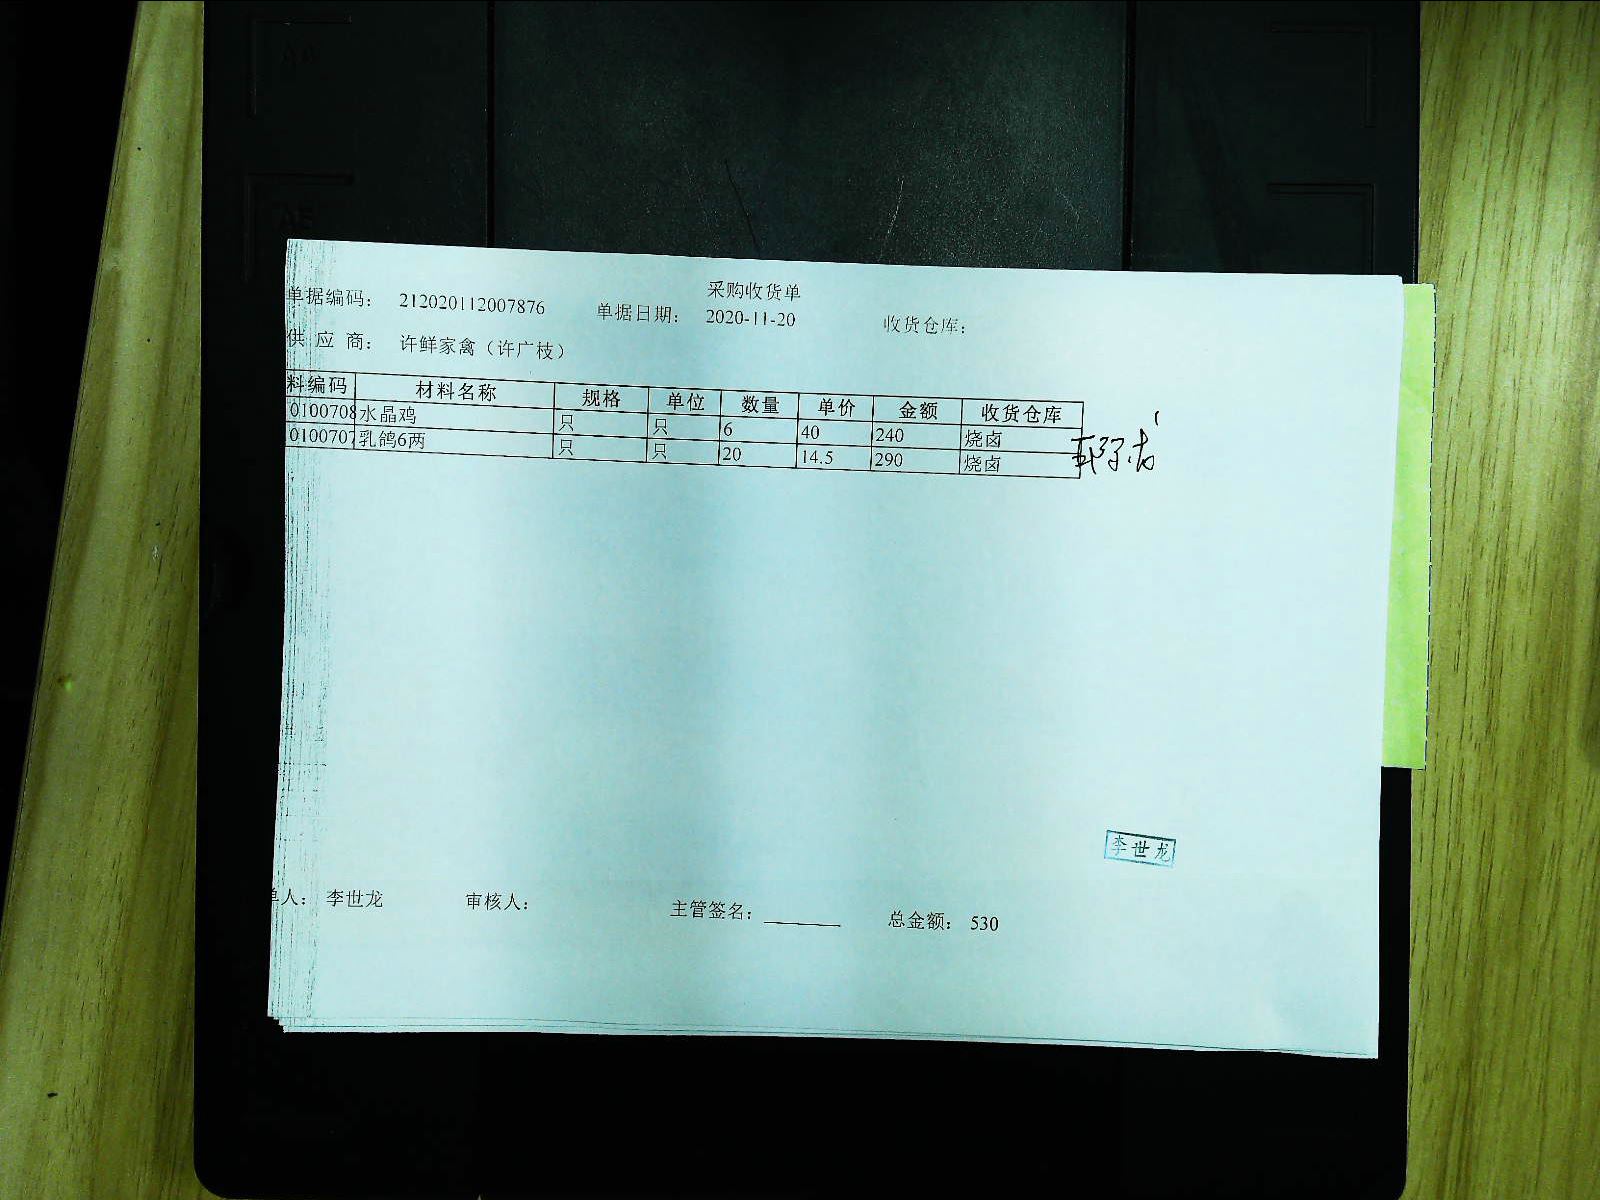 采购收货单
单据编码： 212020112007876 单据日期： 2020-11-20 收货仓库：
供 应 商： 许鲜家禽（许广枝）
料编码 材料名称 规格 单位 数量 单价 金额 收货仓库
0100708 水晶鸡 只 只 6 40 240 烧卤
0100707 乳鸽6两 只 只 20 14.5 290 烧卤
李世龙
单人： 李世龙 审核人： 主管签名： 总金额： 530